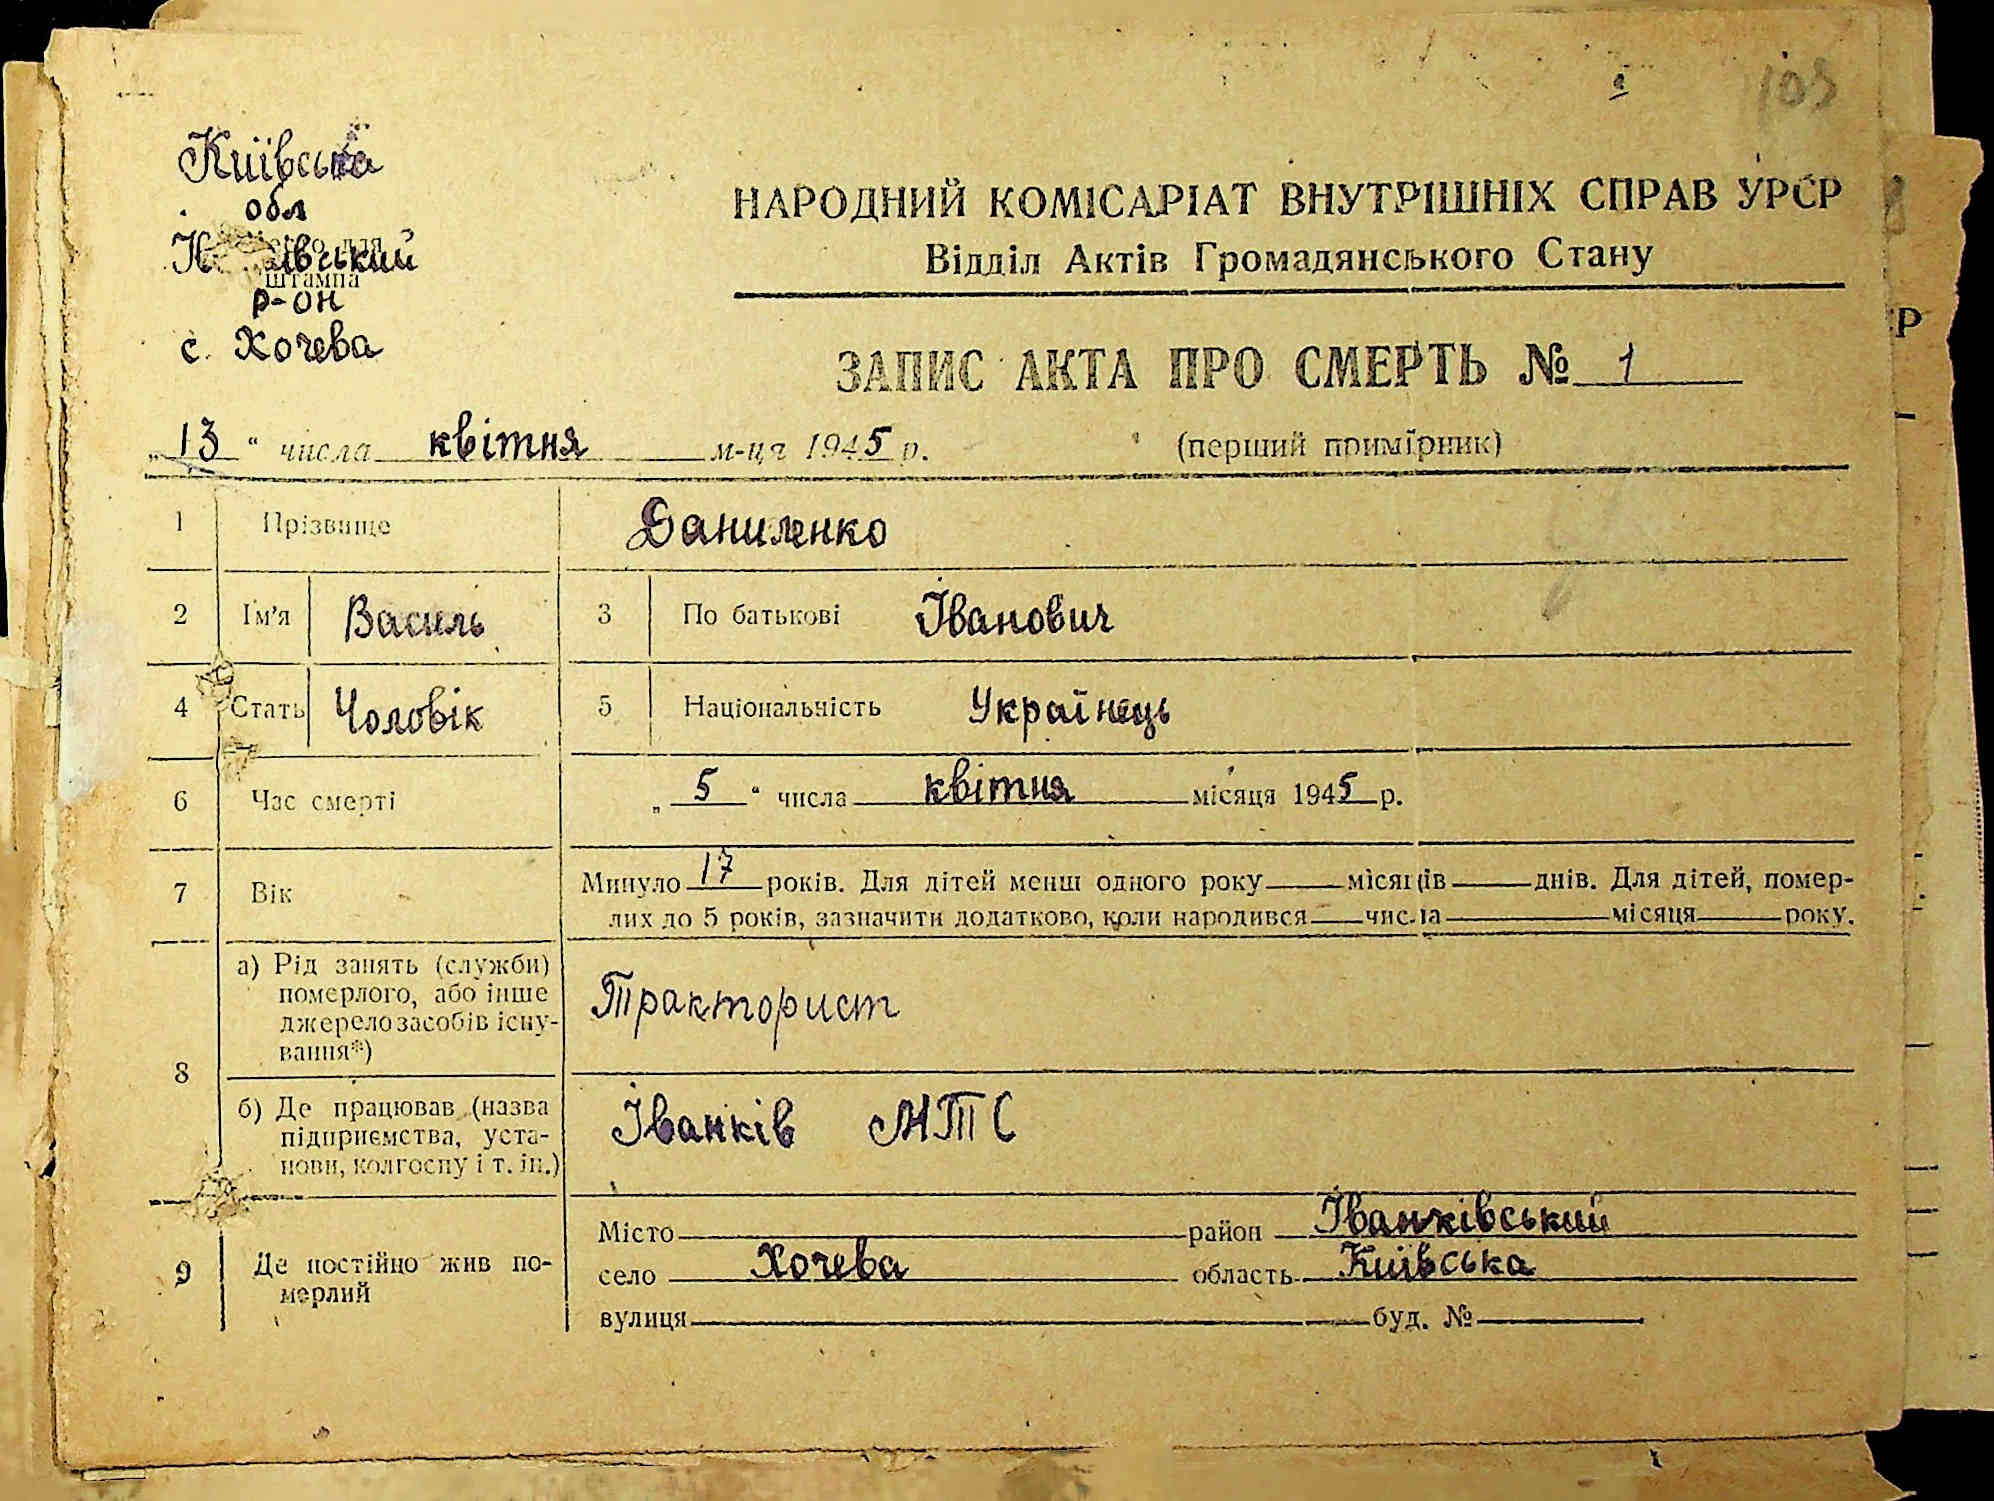 103
Київська
обл
Місце для
івський
штампа
р-он
с. Хочева
НАРОДНИЙ КОМІСАРІАТ ВНУТРІШНІХ СПРАВ УРСР
Відділ Актів Громадянського Стану
ЗАПИС АКТА ПРО СМЕРТЬ № 1
„13“ числа квітня м-ця 1945 р. (перший примірник)
1 Прізвище Даниленко
2 Ім’я Василь 3 По батькові Іванович
4 Стать Чоловік 5 Національність Українець
6 Час смерті „5“ числа квітня місяця 1945 р.
7 Вік Минуло 17 років. Для дітей менш одного року місяців днів. Для дітей, помер-
лих до 5 років, зазначити додатково, коли народився числа місяця року.
8 а) Рід занять (служби)
померлого, або інше
джерело засобів існу-
вання*)
Тракторист
б) Де працював (назва
підприємства, уста-
нови, колгоспу і т. ін.)
Іванків МТС
9 Де постійно жив по-
мерлий
Місто район Іванківський
село Хочева область Київська
вулиця буд. №
8
Р